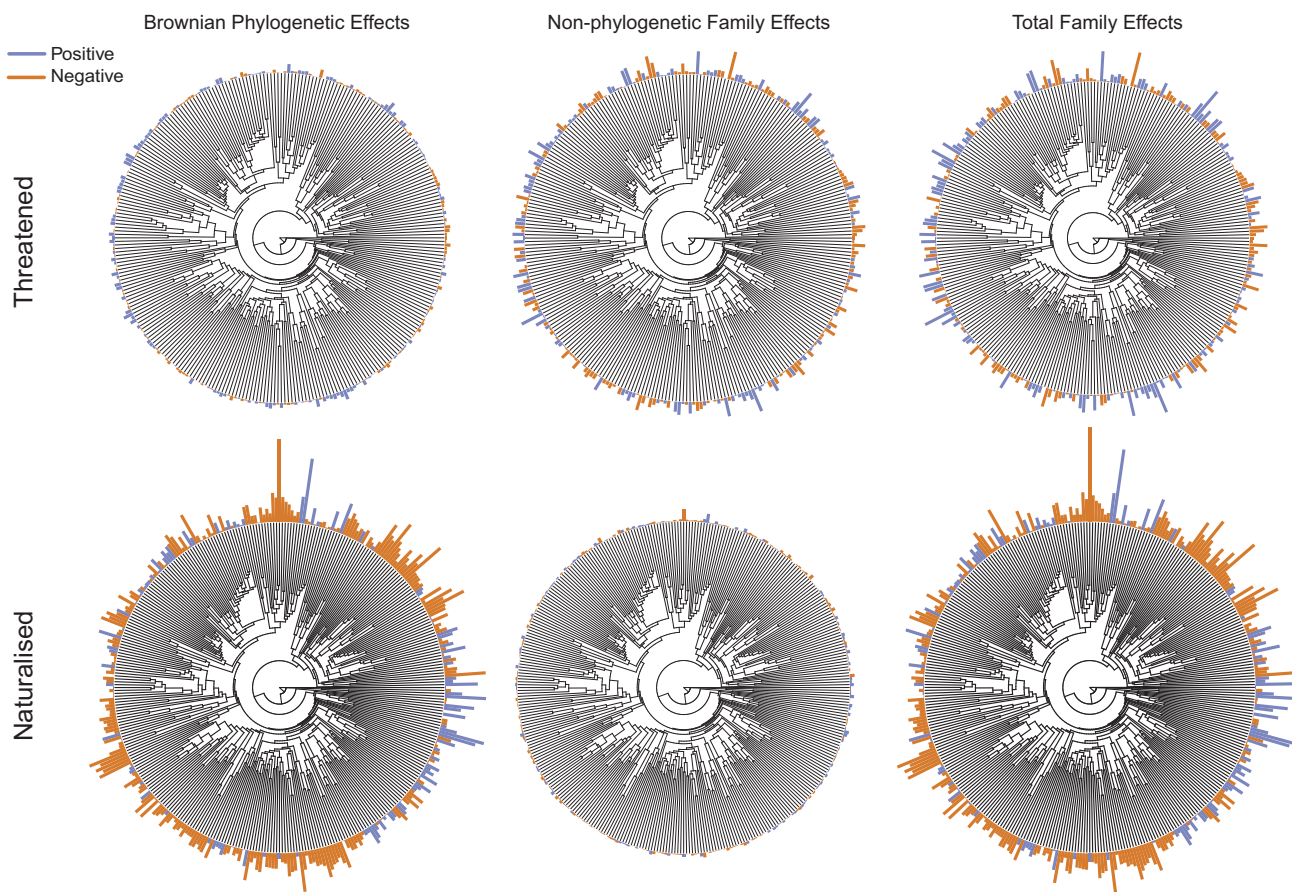 Brownian Phylogenetic Effects
Non-phylogenetic Family Effects
Total Family Effects
Positive
Negative
Threatened
Naturalised